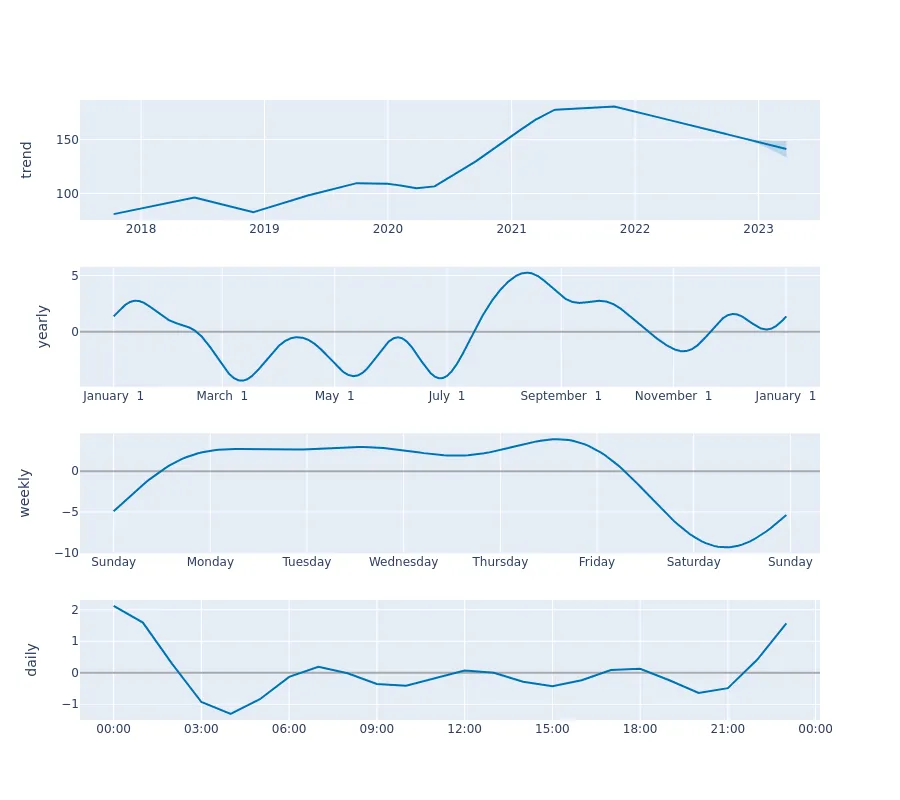 trend
150
100
2018 2019 2020 2021 2022 2023
yearly
5
0
January 1 March 1 May 1 July 1 September 1 November 1 January 1
weekly
0
−5
−10
Sunday Monday Tuesday Wednesday Thursday Friday Saturday Sunday
daily
2
1
0
−1
00:00 03:00 06:00 09:00 12:00 15:00 18:00 21:00 00:00